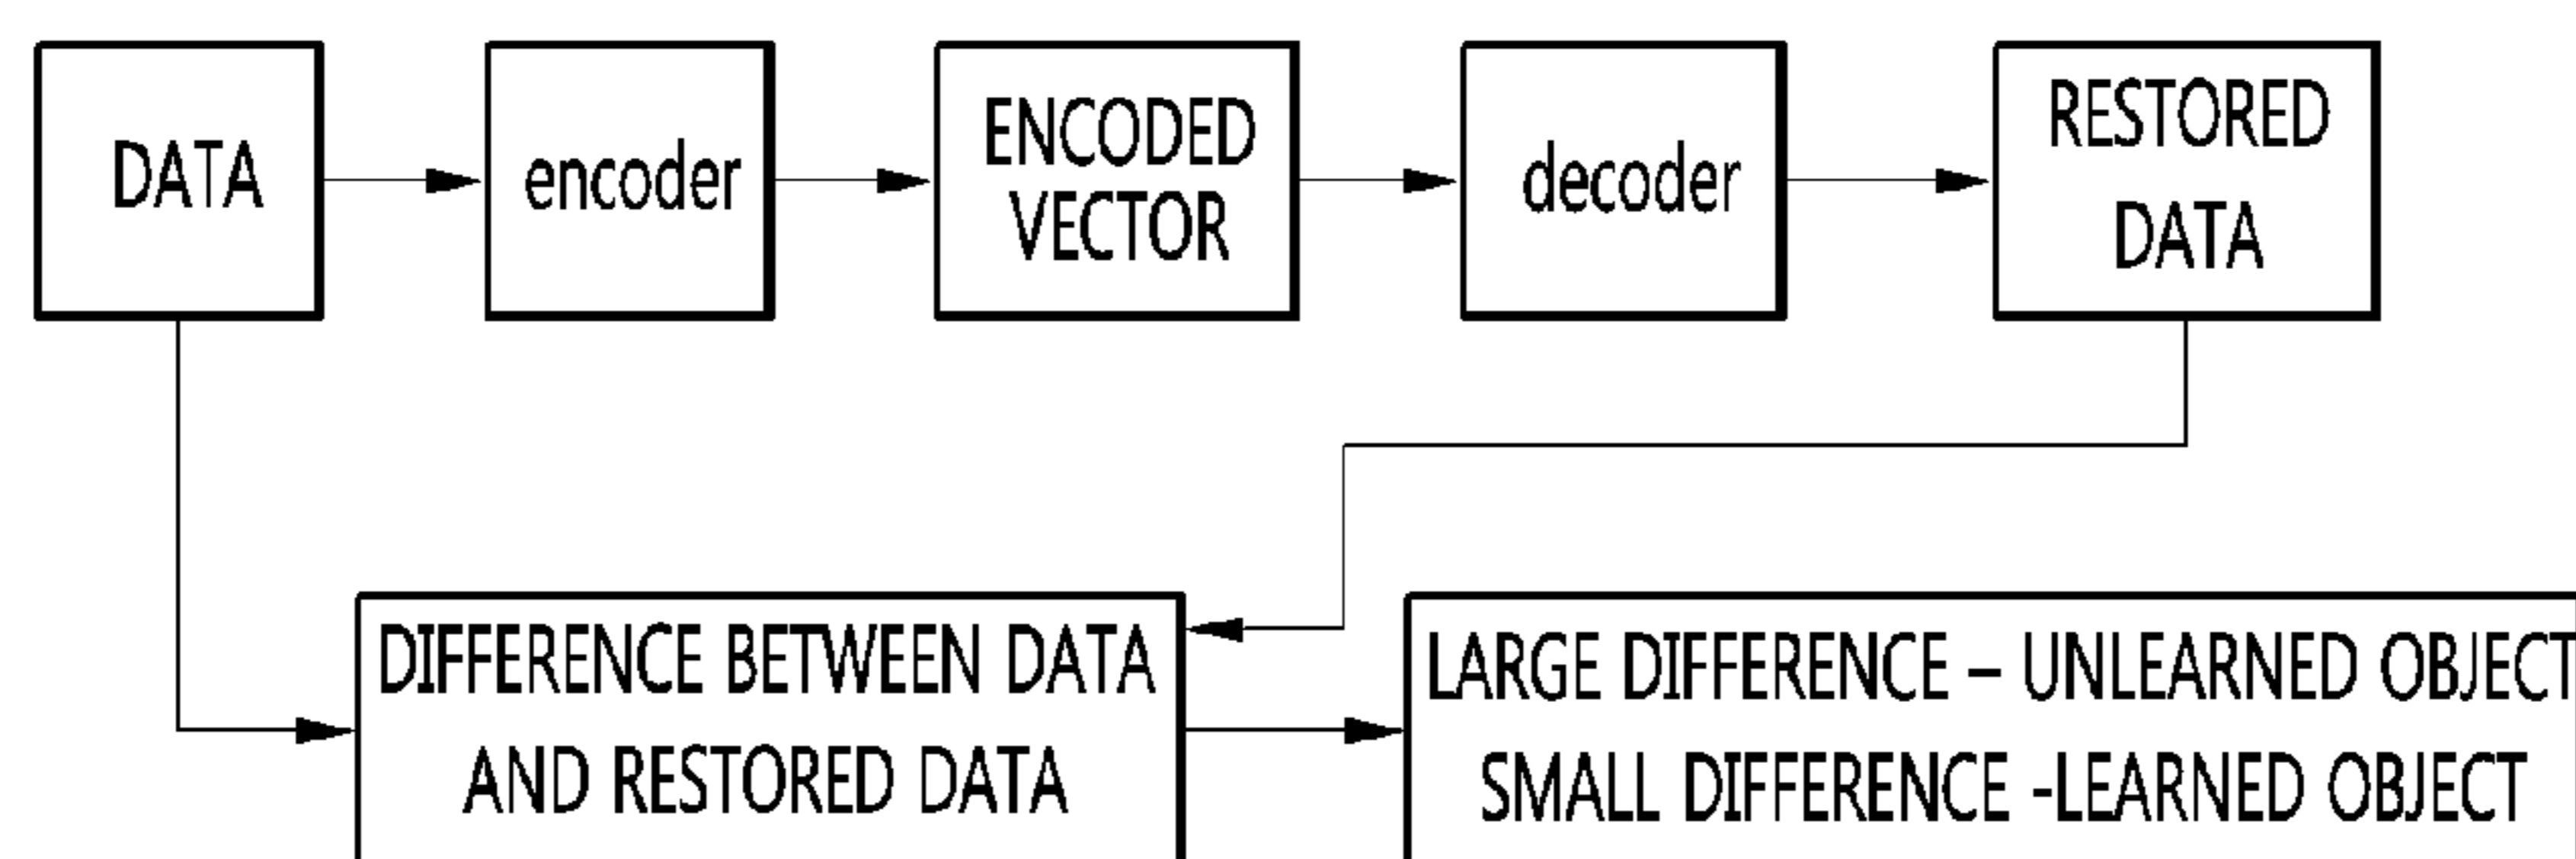 DATA
encoder
ENCODED
VECTOR
decoder
RESTORED
DATA
DIFFERENCE BETWEEN DATA
AND RESTORED DATA
LARGE DIFFERENCE – UNLEARNED OBJECT
SMALL DIFFERENCE -LEARNED OBJECT